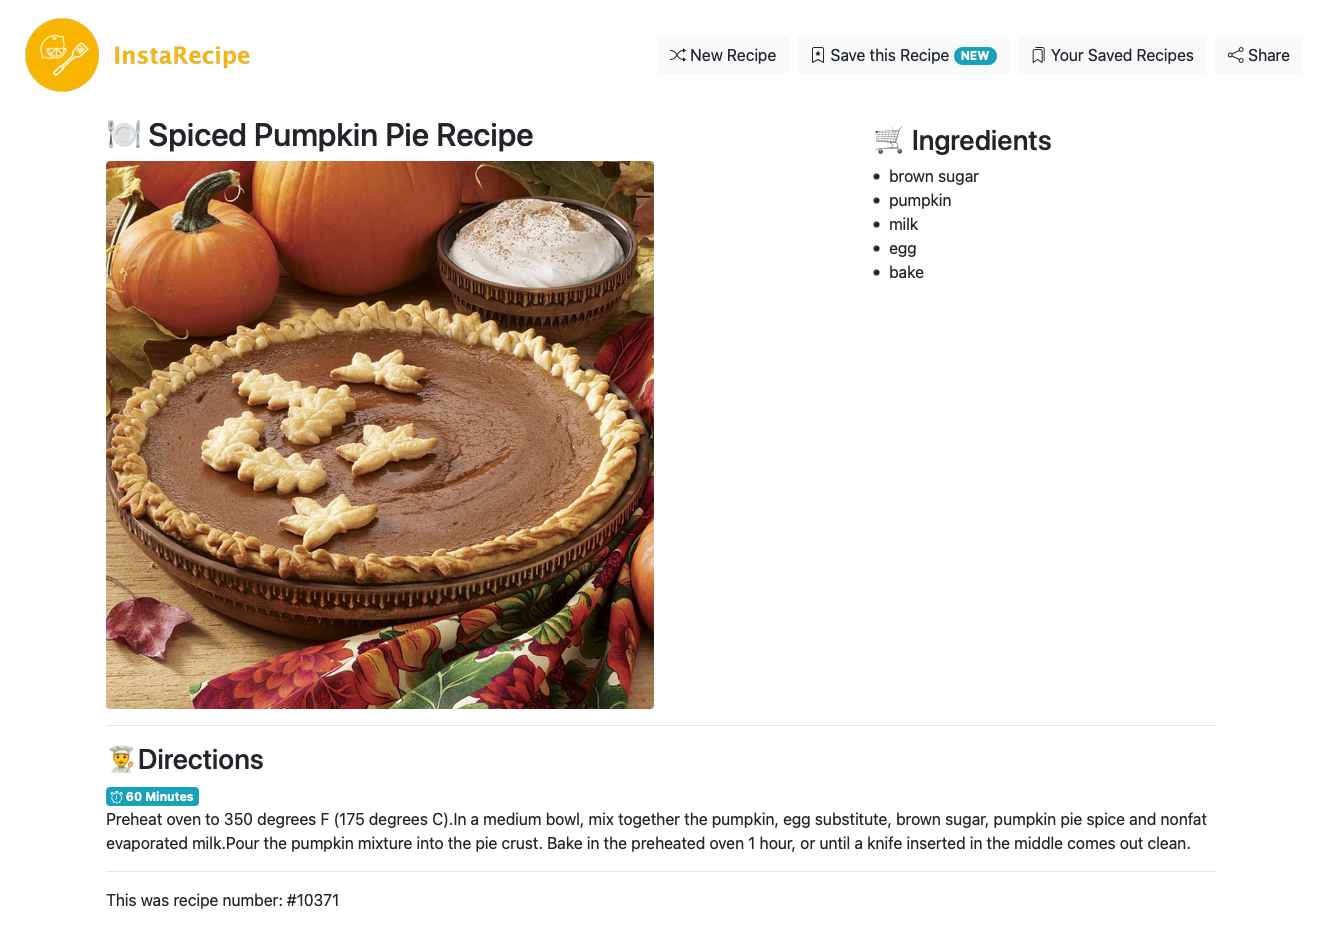 InstaRecipe
New Recipe
Save this Recipe NEW
Your Saved Recipes
Share
Spiced Pumpkin Pie Recipe
Ingredients
brown sugar
pumpkin
milk
egg
bake
Directions
60 Minutes
Preheat oven to 350 degrees F (175 degrees C).In a medium bowl, mix together the pumpkin, egg substitute, brown sugar, pumpkin pie spice and nonfat
evaporated milk.Pour the pumpkin mixture into the pie crust. Bake in the preheated oven 1 hour, or until a knife inserted in the middle comes out clean.
This was recipe number: #10371